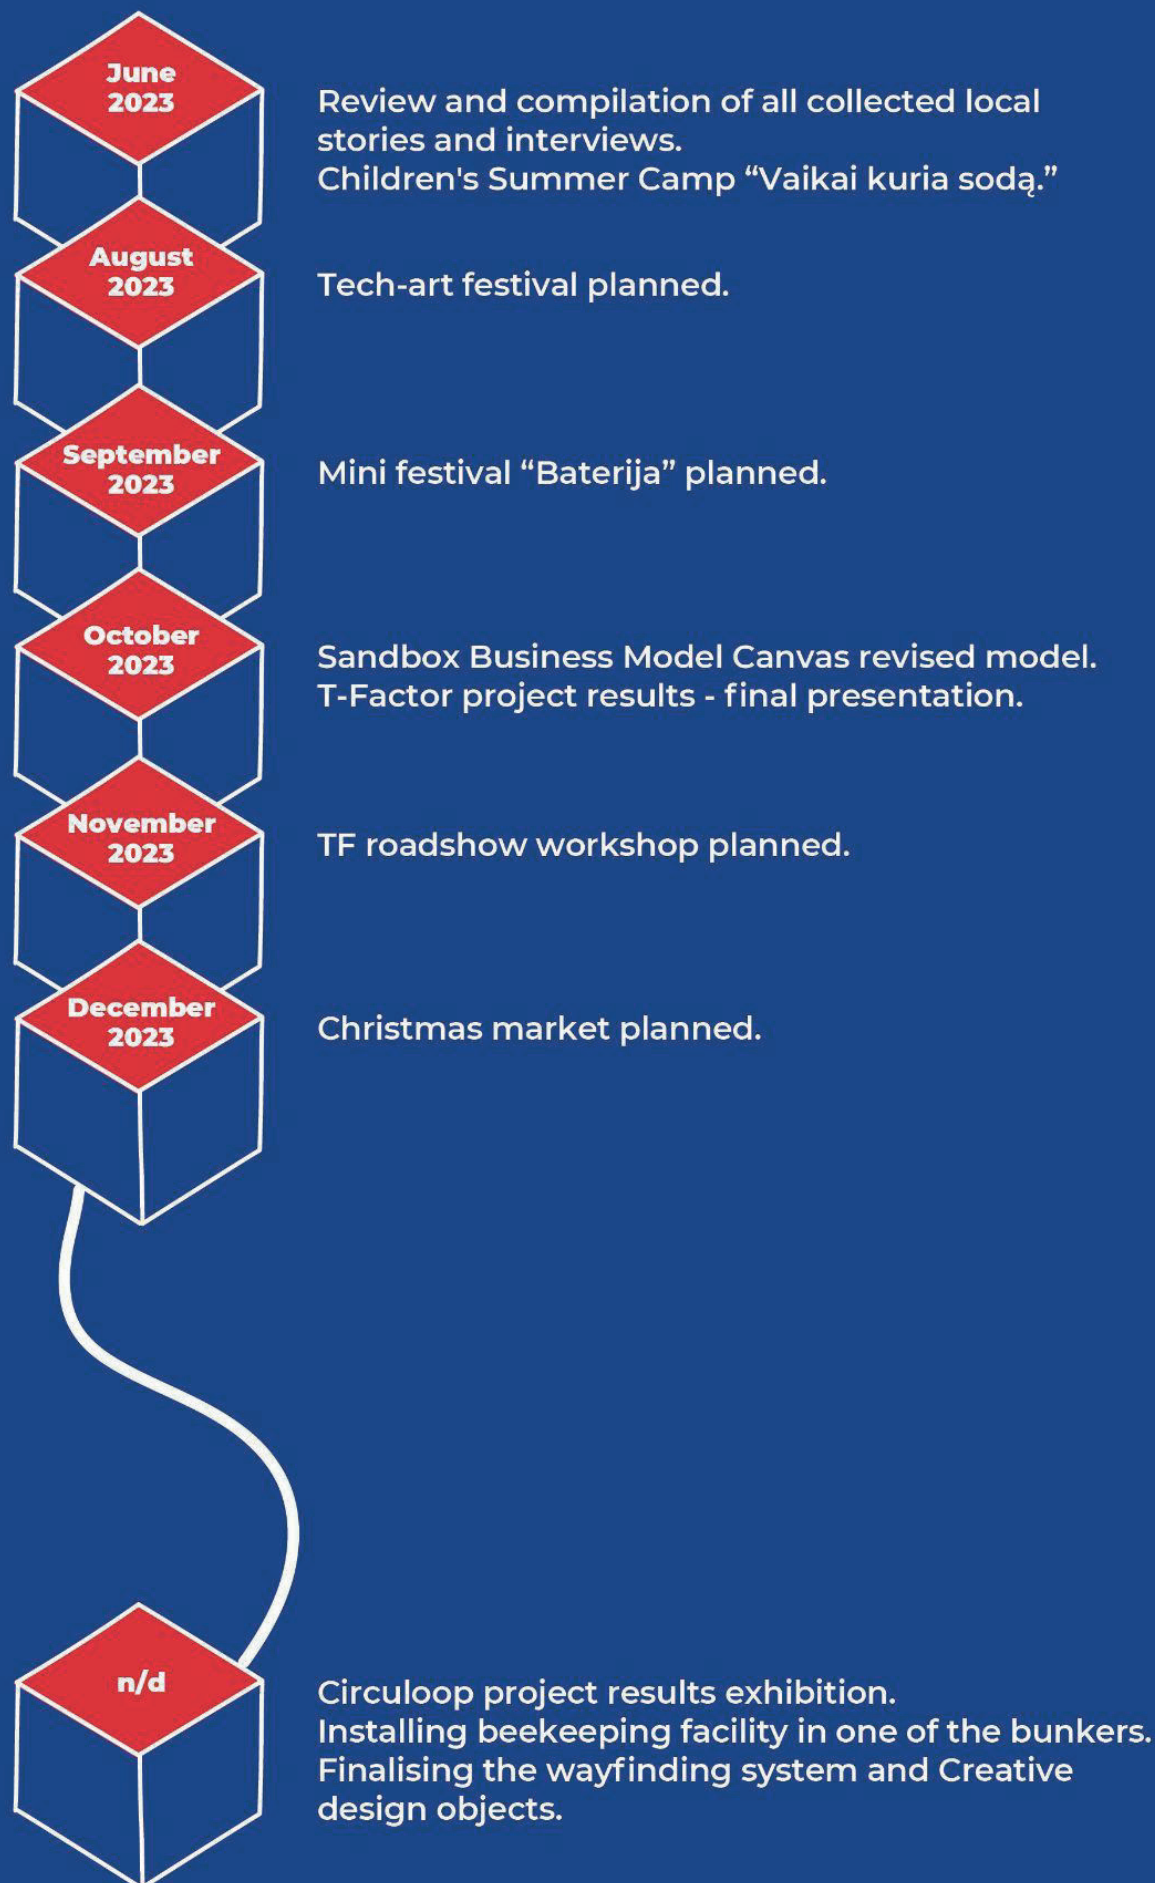 June
2023
Review and compilation of all collected local
stories and interviews.
Children's Summer Camp “Vaikai kuria sodą.”
August
2023
Tech-art festival planned.
September
2023
Mini festival “Baterija” planned.
October
2023
Sandbox Business Model Canvas revised model.
T-Factor project results - final presentation.
November
2023
TF roadshow workshop planned.
December
2023
Christmas market planned.
n/d
Circuloop project results exhibition.
Installing beekeeping facility in one of the bunkers.
Finalising the wayfinding system and Creative
design objects.